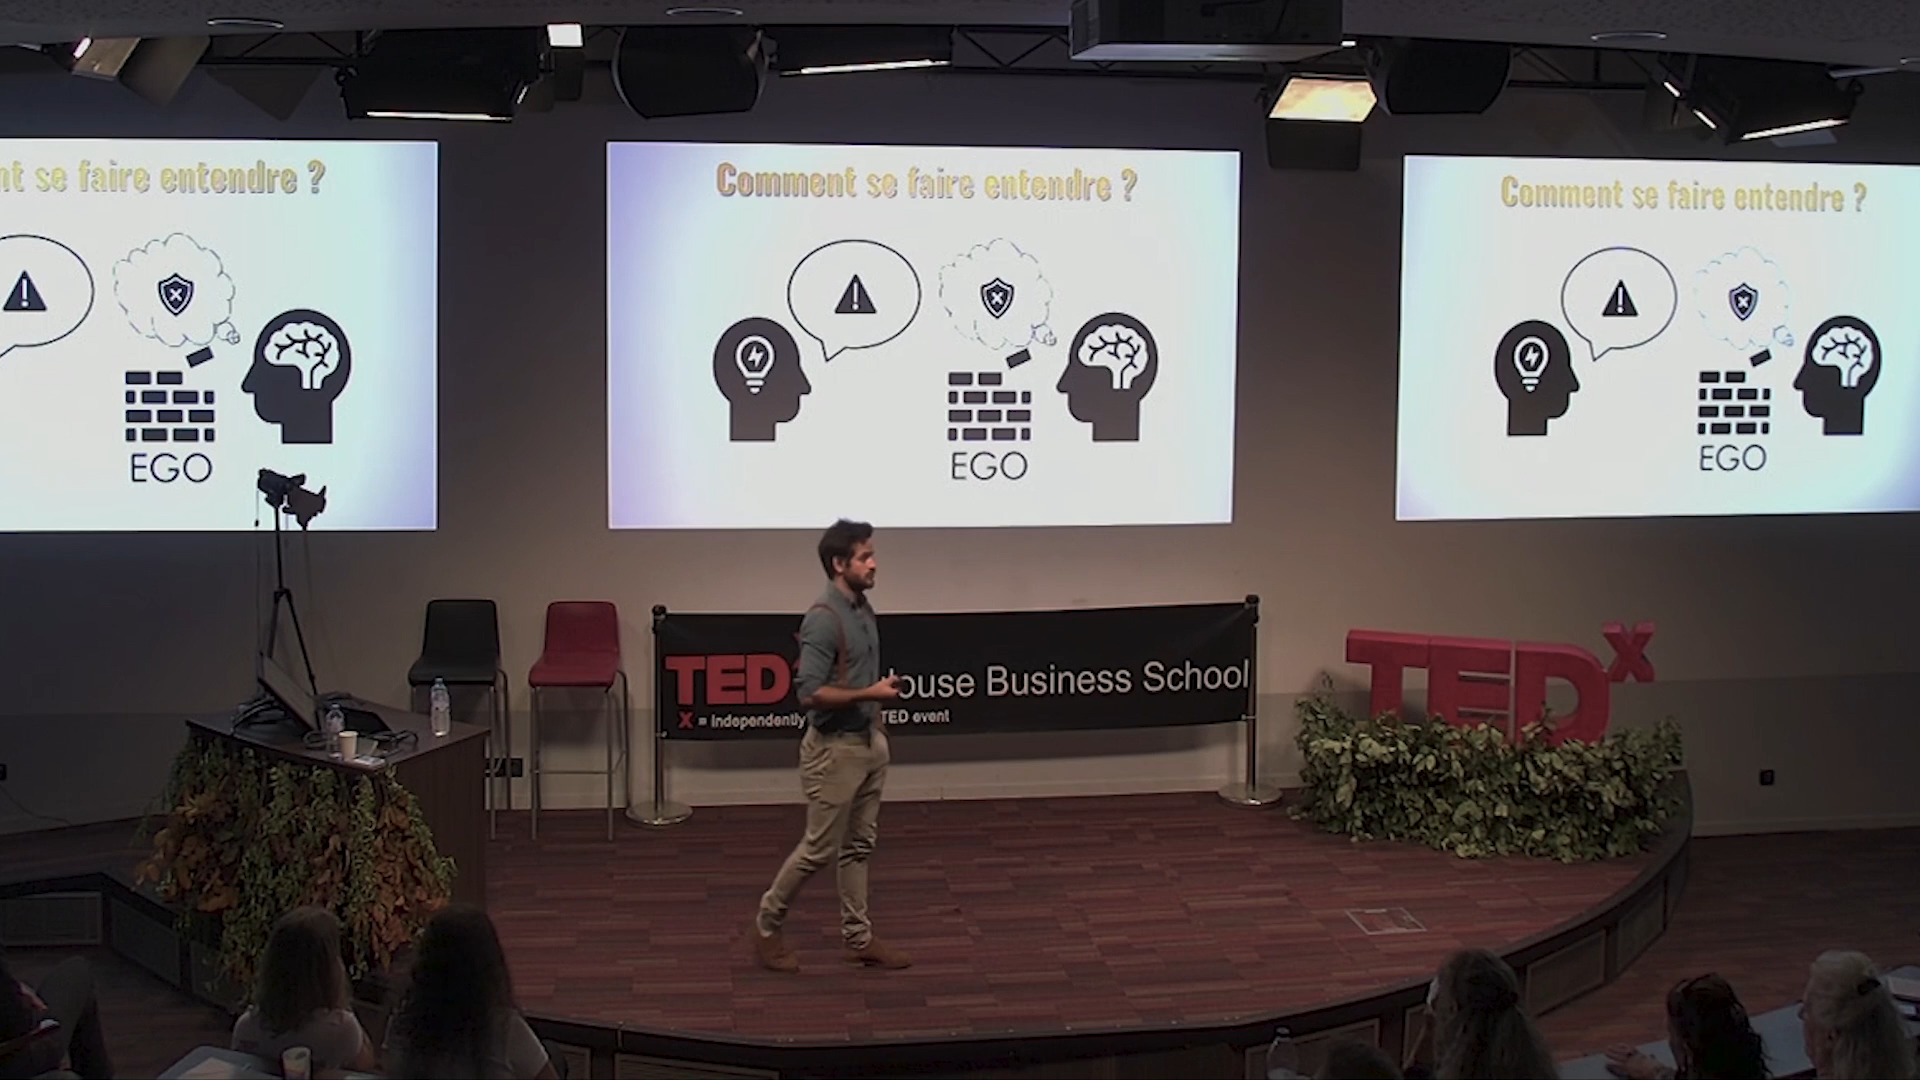 nt se faire entendre ?
EGO
Comment se faire entendre ?
EGO
Comment se faire entendre ?
EGO
TED
ouse Business School
x = independently
TED event
TEDx